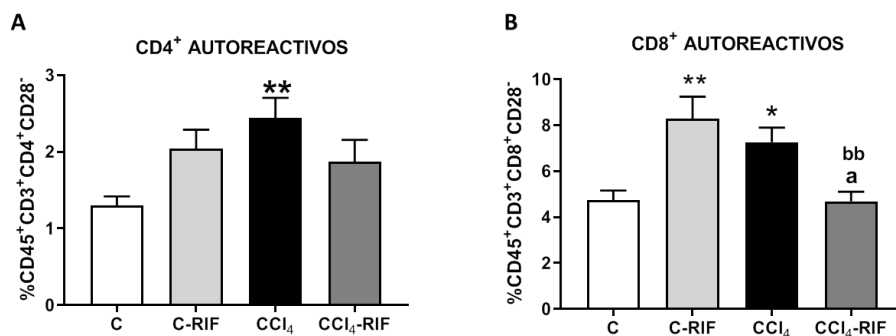 A
CD4⁺ AUTOREACTIVOS
%CD45⁺CD3⁺CD4⁺CD28⁻
3
2
1
0
**
C
C-RIF
CCl₄
CCl₄-RIF
B
CD8⁺ AUTOREACTIVOS
%CD45⁺CD3⁺CD8⁺CD28⁻
10
8
6
4
2
0
**
*
bb
a
C
C-RIF
CCl₄
CCl₄-RIF